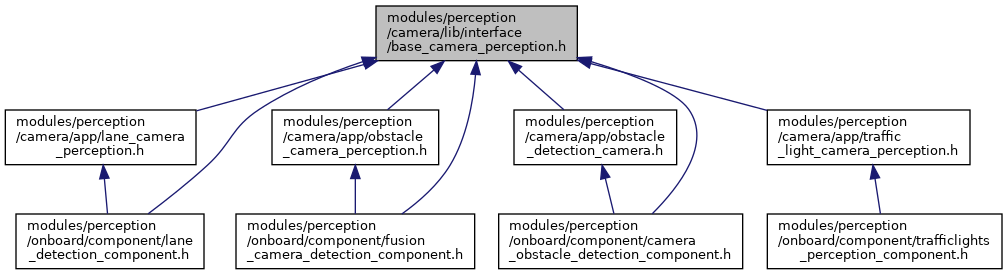 modules/perception
/camera/lib/interface
/base_camera_perception.h
modules/perception
/camera/app/lane_camera
_perception.h
modules/perception
/camera/app/obstacle
_camera_perception.h
modules/perception
/camera/app/obstacle
_detection_camera.h
modules/perception
/camera/app/traffic
_light_camera_perception.h
modules/perception
/onboard/component/lane
_detection_component.h
modules/perception
/onboard/component/fusion
_camera_detection_component.h
modules/perception
/onboard/component/camera
_obstacle_detection_component.h
modules/perception
/onboard/component/trafficlights
_perception_component.h